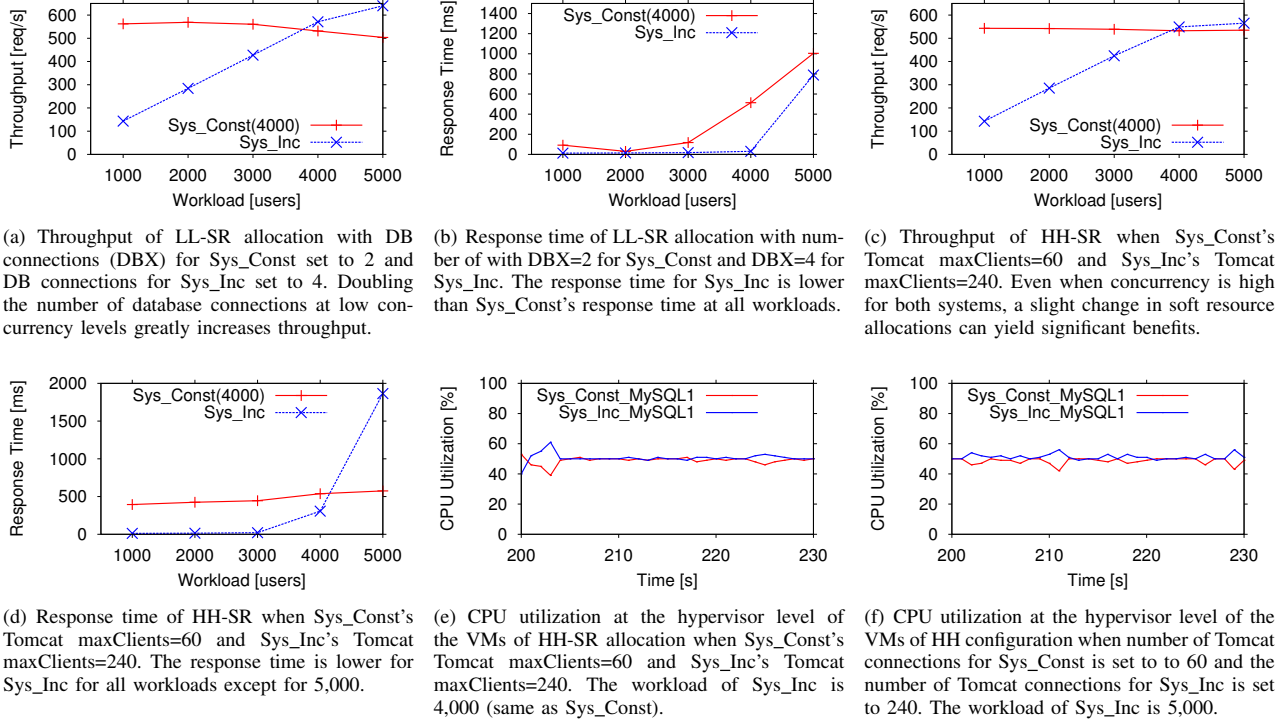 600
500
400
300
200
100
0
Throughput [req/s]
Sys_Const(4000)
Sys_Inc
1000 2000 3000 4000 5000
Workload [users]
(a) Throughput of LL-SR allocation with DB
connections (DBX) for Sys_Const set to 2 and
DB connections for Sys_Inc set to 4. Doubling
the number of database connections at low con-
currency levels greatly increases throughput.
1400
1200
1000
800
600
400
200
0
Response Time [ms]
Sys_Const(4000)
Sys_Inc
1000 2000 3000 4000 5000
Workload [users]
(b) Response time of LL-SR allocation with num-
ber of with DBX=2 for Sys_Const and DBX=4 for
Sys_Inc. The response time for Sys_Inc is lower
than Sys_Const's response time at all workloads.
600
500
400
300
200
100
0
Throughput [req/s]
Sys_Const(4000)
Sys_Inc
1000 2000 3000 4000 5000
Workload [users]
(c) Throughput of HH-SR when Sys_Const's
Tomcat maxClients=60 and Sys_Inc's Tomcat
maxClients=240. Even when concurrency is high
for both systems, a slight change in soft resource
allocations can yield significant benefits.
2000
1500
1000
500
0
Response Time [ms]
Sys_Const(4000)
Sys_Inc
1000 2000 3000 4000 5000
Workload [users]
(d) Response time of HH-SR when Sys_Const's
Tomcat maxClients=60 and Sys_Inc's Tomcat
maxClients=240. The response time is lower for
Sys_Inc for all workloads except for 5,000.
100
80
60
40
20
0
CPU Utilization [%]
Sys_Const_MySQL1
Sys_Inc_MySQL1
200 210 220 230
Time [s]
(e) CPU utilization at the hypervisor level of
the VMs of HH-SR allocation when Sys_Const's
Tomcat maxClients=60 and Sys_Inc's Tomcat
maxClients=240. The workload of Sys_Inc is
4,000 (same as Sys_Const).
100
80
60
40
20
0
CPU Utilization [%]
Sys_Const_MySQL1
Sys_Inc_MySQL1
200 210 220 230
Time [s]
(f) CPU utilization at the hypervisor level of the
VMs of HH configuration when number of Tomcat
connections for Sys_Const is set to to 60 and the
number of Tomcat connections for Sys_Inc is set
to 240. The workload of Sys_Inc is 5,000.